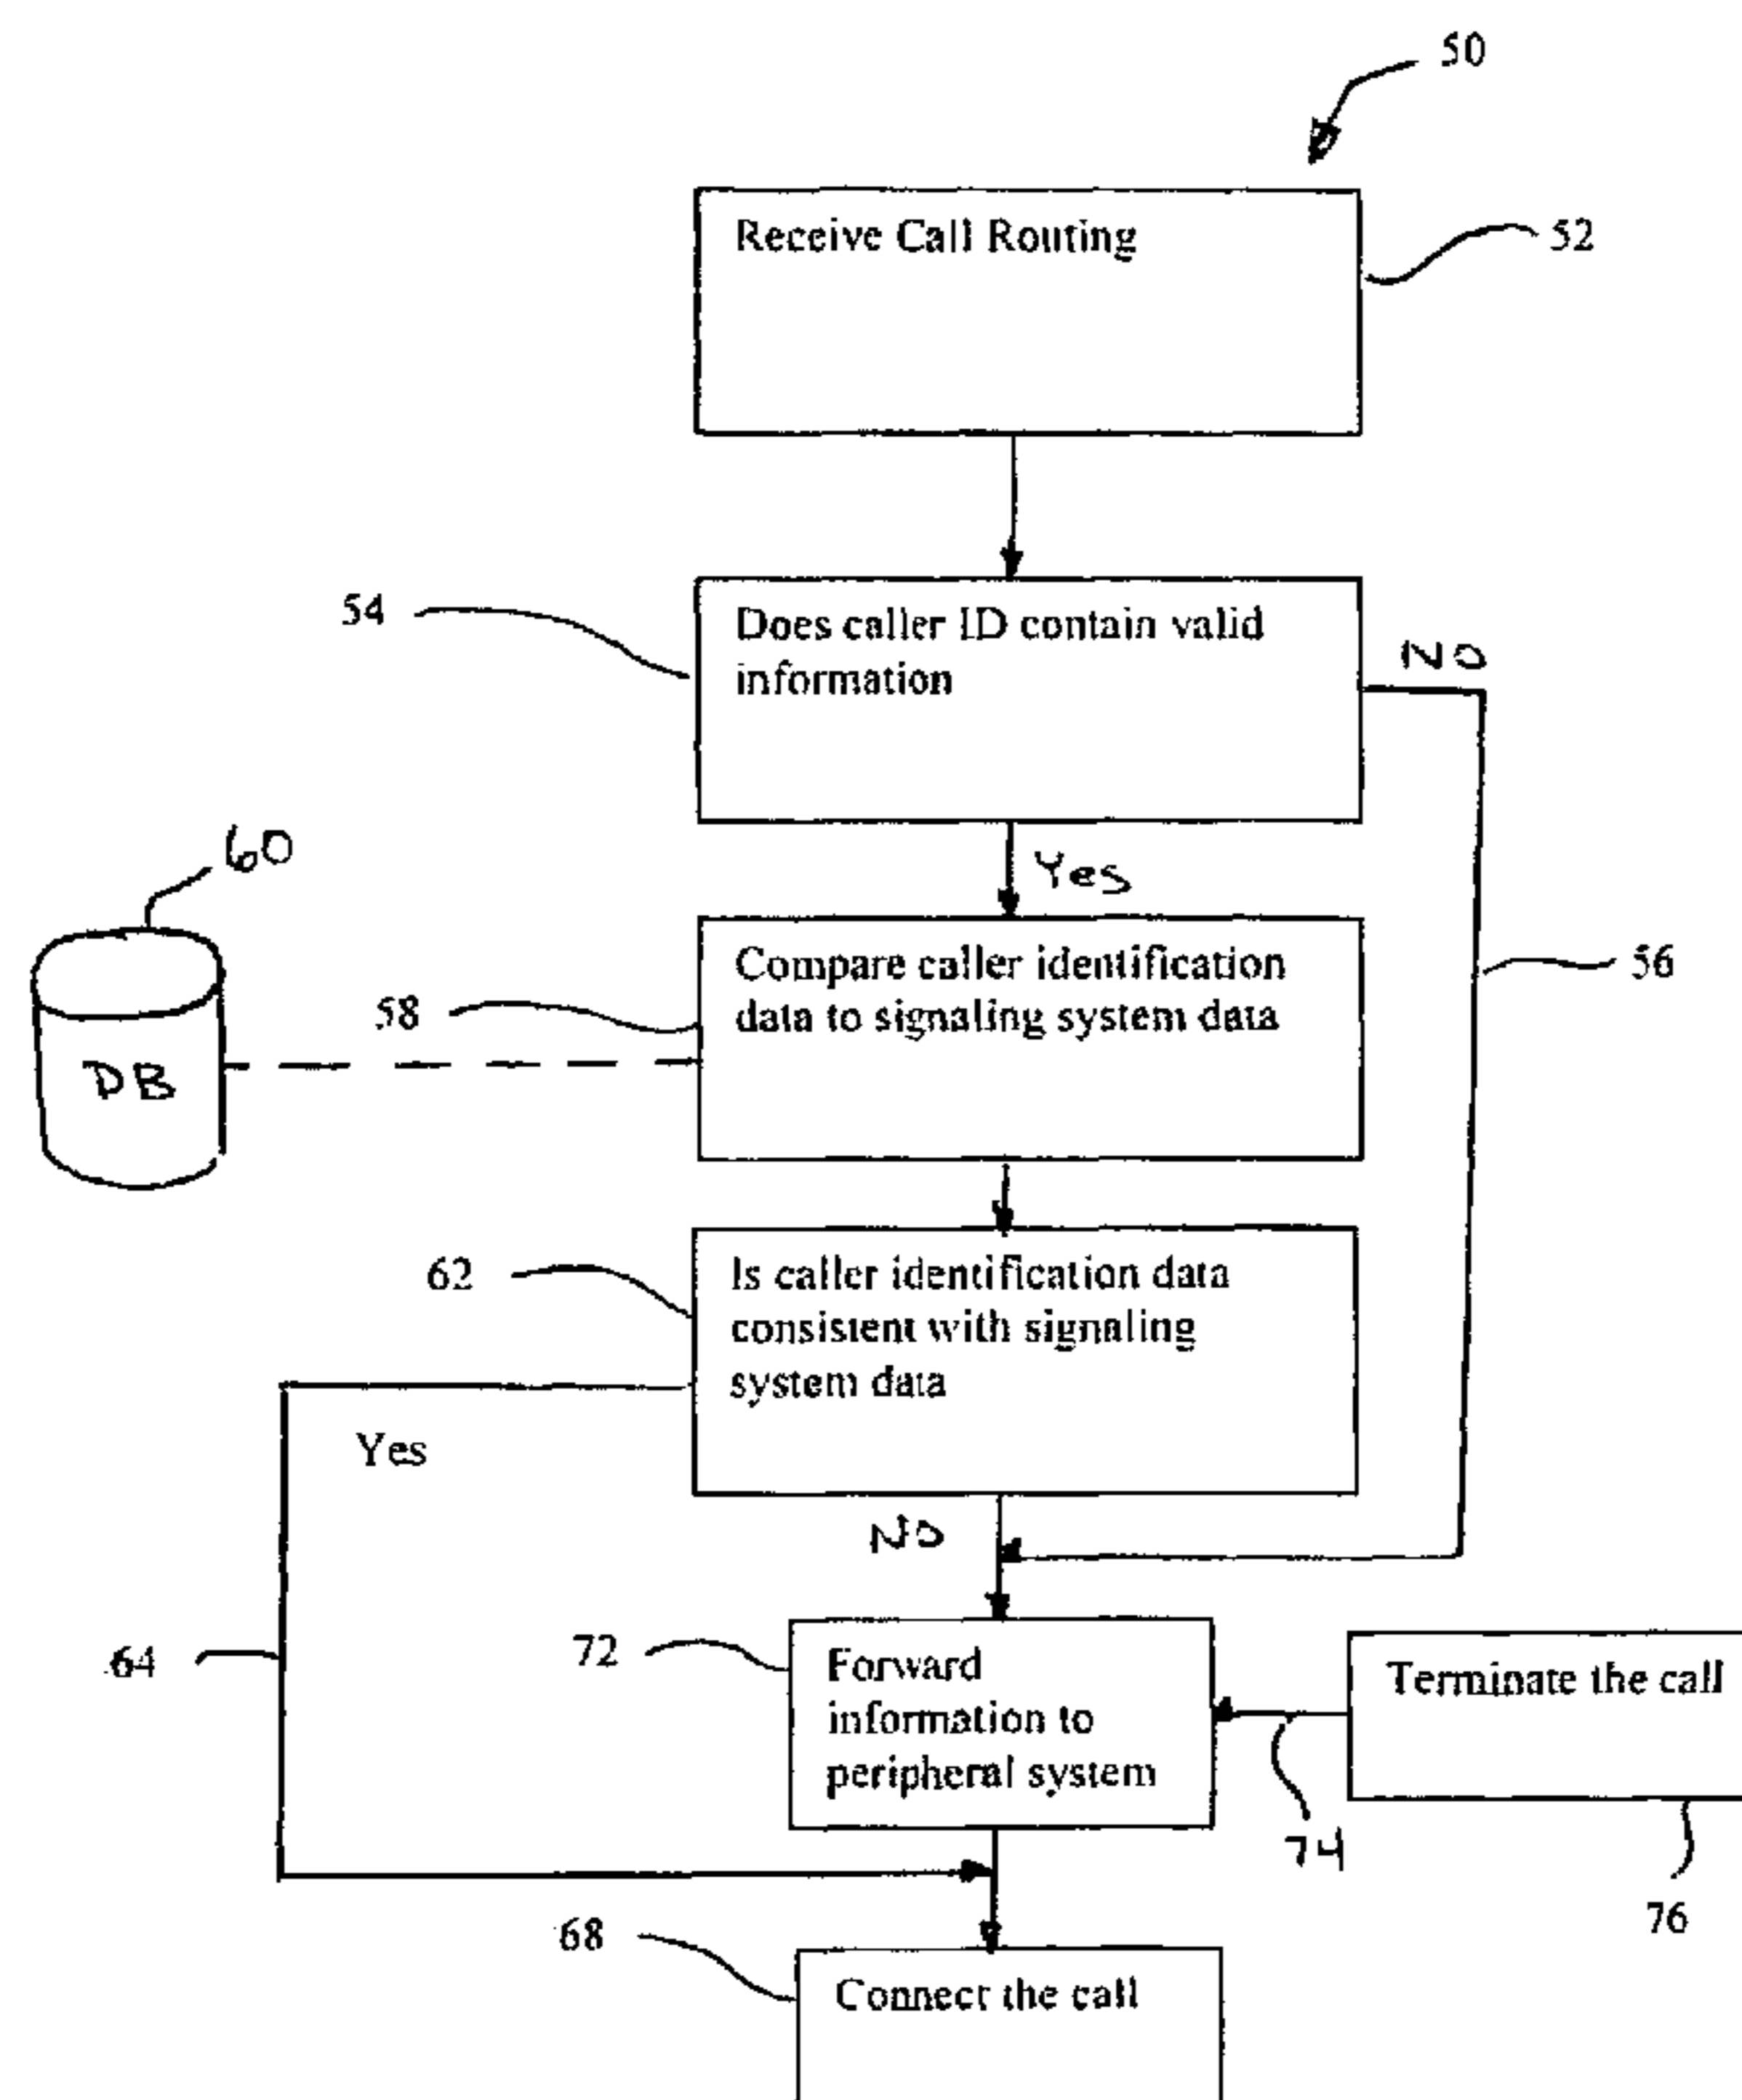 50
Receive Call Routing
52
54
Does caller ID contain valid
information
NO
Yes
60
DB
58
Compare caller identification
data to signaling system data
56
62
Is caller identification data
consistent with signaling
system data
Yes
NO
64
72
Forward
information to
peripheral system
Terminate the call
74
76
68
Connect the call